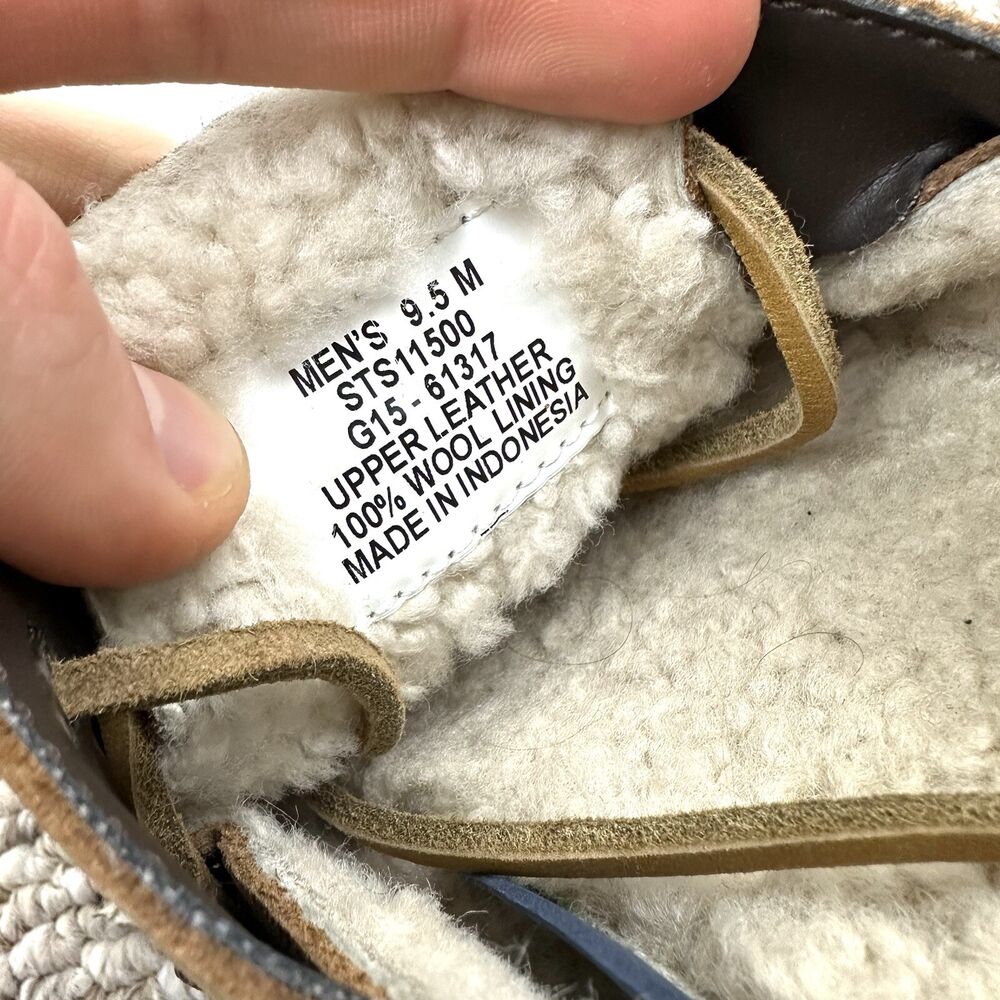 MEN'S 9.5 M
STS11500
G15 - 61317
UPPER LEATHER
100% WOOL LINING
MADE IN INDONESIA